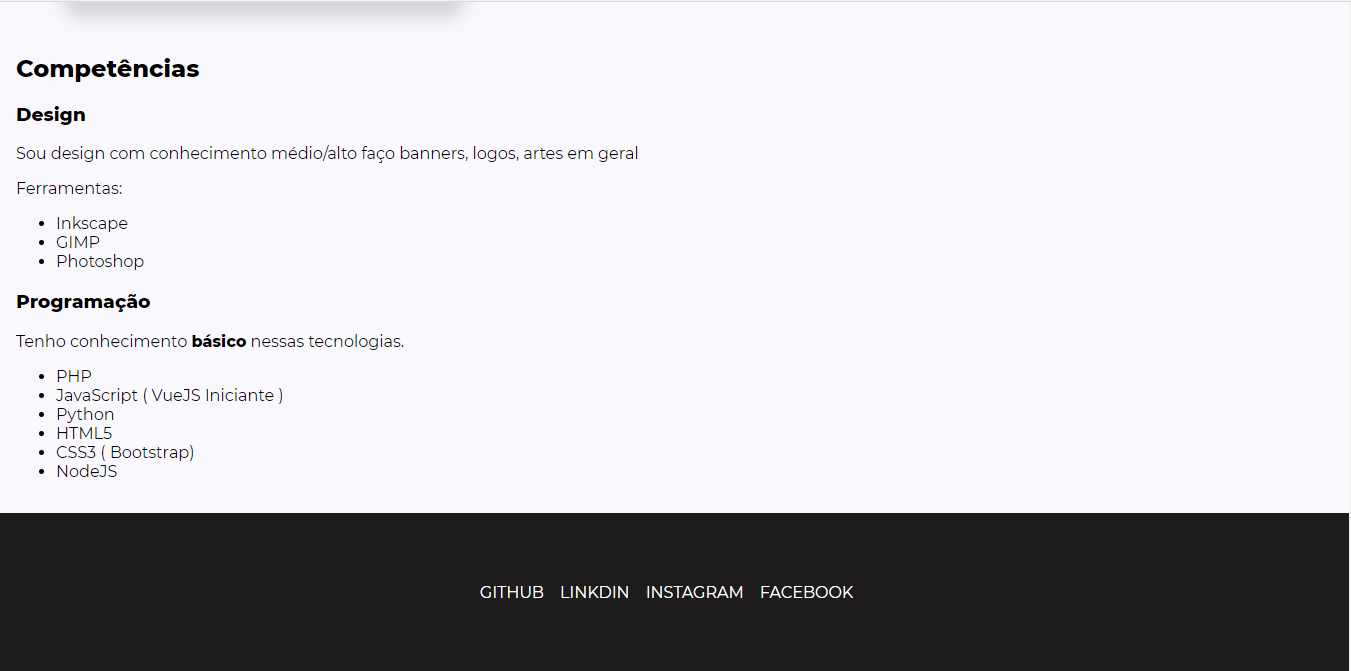 Competências
Design
Sou design com conhecimento médio/alto faço banners, logos, artes em geral
Ferramentas:
Inkscape
GIMP
Photoshop
Programação
Tenho conhecimento básico nessas tecnologias.
PHP
JavaScript ( VueJS Iniciante )
Python
HTML5
CSS3 ( Bootstrap)
NodeJS
GITHUB LINKDIN INSTAGRAM FACEBOOK